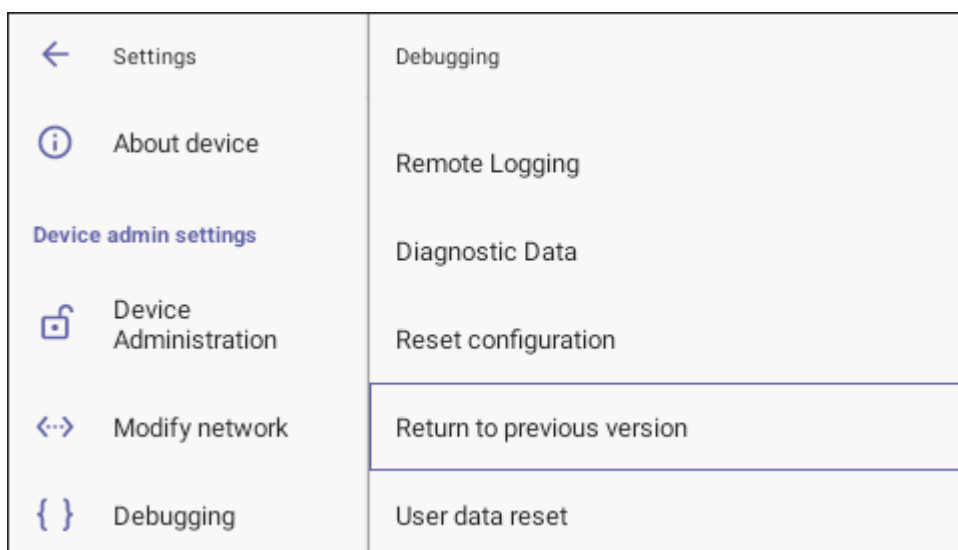 Settings
About device
Device admin settings
Device
Administration
Modify network
Debugging
Debugging
Remote Logging
Diagnostic Data
Reset configuration
Return to previous version
User data reset